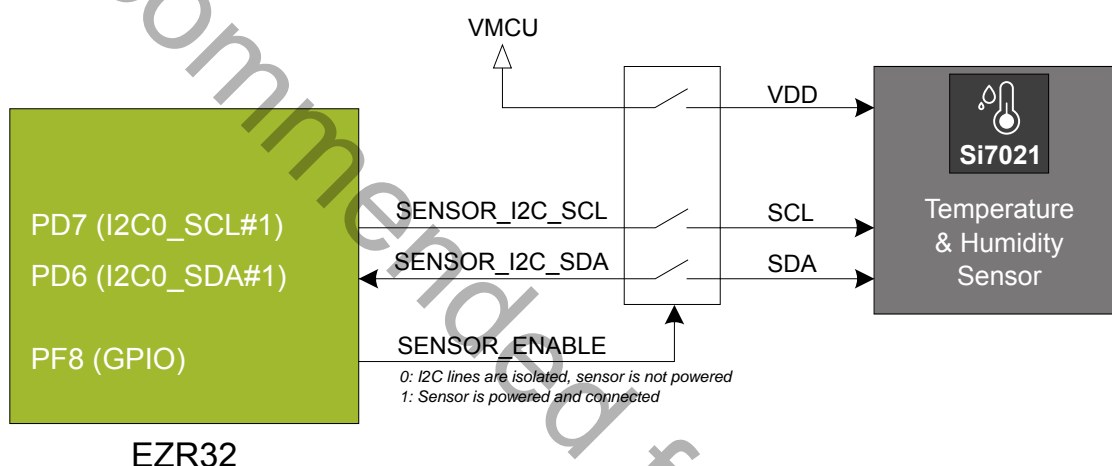 VMCU
VDD
Si7021
Temperature
& Humidity
Sensor
PD7 (I2C0_SCL#1)
SENSOR_I2C_SCL
SCL
PD6 (I2C0_SDA#1)
SENSOR_I2C_SDA
SDA
PF8 (GPIO)
SENSOR_ENABLE
0: I2C lines are isolated, sensor is not powered
1: Sensor is powered and connected
EZR32
ommended f